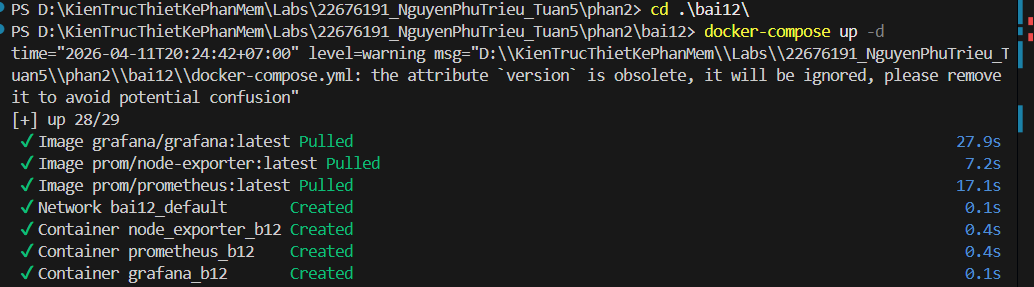 PS D:\KienTrucThietKePhanMem\Labs\22676191_NguyenPhuTrieu_Tuan5\phan2> cd .\bai12\
PS D:\KienTrucThietKePhanMem\Labs\22676191_NguyenPhuTrieu_Tuan5\phan2\bai12> docker-compose up -d
time="2026-04-11T20:24:42+07:00" level=warning msg="D:\\KienTrucThietKePhanMem\\Labs\\22676191_NguyenPhuTrieu_T
uan5\\phan2\\bai12\\docker-compose.yml: the attribute `version` is obsolete, it will be ignored, please remove
it to avoid potential confusion"
[+] up 28/29
✔ Image grafana/grafana:latest Pulled 27.9s
✔ Image prom/node-exporter:latest Pulled 7.2s
✔ Image prom/prometheus:latest Pulled 17.1s
✔ Network bai12_default Created 0.1s
✔ Container node_exporter_b12 Created 0.4s
✔ Container prometheus_b12 Created 0.4s
✔ Container grafana_b12 Created 0.1s